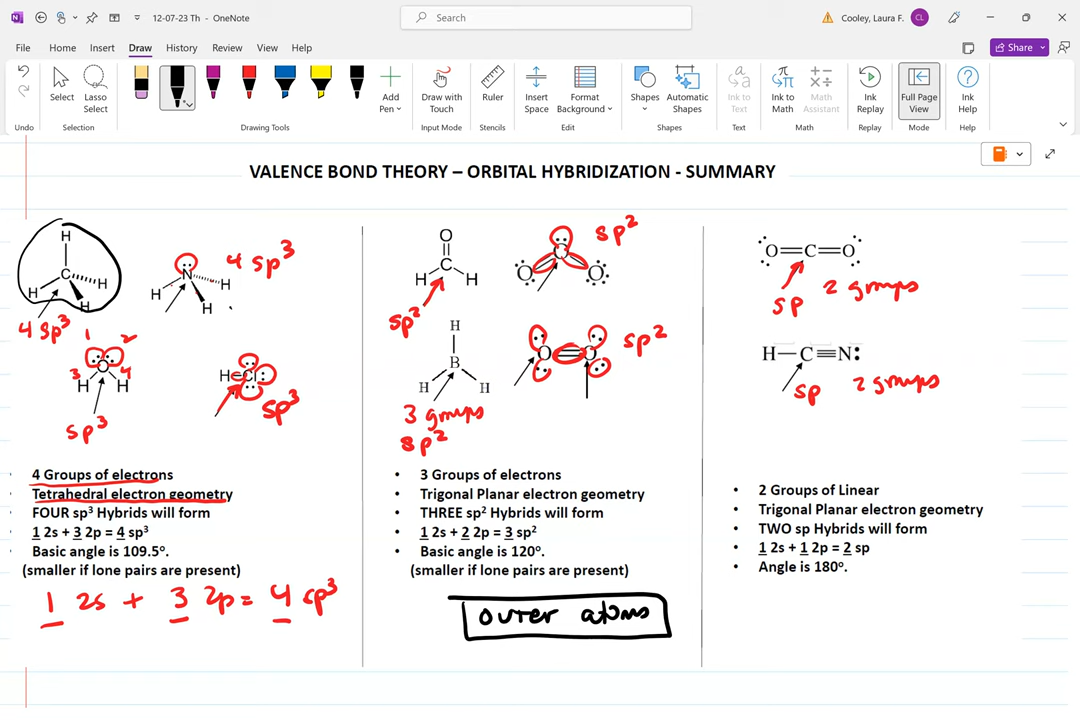 12-07-23 Th - OneNote
Search
Cooley, Laura F.
CL
File Home Insert Draw History Review View Help
Share
Undo
Select
Lasso Select
Selection
Drawing Tools
Add Pen
Draw with Touch
Input Mode
Ruler
Stencils
Insert Space
Format Background
Edit
Shapes
Automatic Shapes
Shapes
Ink to Text
Text
Ink to Math
Math Assistant
Math
Ink Replay
Replay
Full Page View
Mode
Ink Help
Help
VALENCE BOND THEORY – ORBITAL HYBRIDIZATION - SUMMARY
H
C H
H H
4 sp³
N H
H H
4 sp³
1 2
O
3 4
H H
sp³
H Cl
sp³
4 Groups of electrons
Tetrahedral electron geometry
FOUR sp³ Hybrids will form
1 2s + 3 2p = 4 sp³
Basic angle is 109.5º.
(smaller if lone pairs are present)
1 2s + 3 2p = 4 sp³
O
C
H H
sp²
O
O O
sp²
H
B
H H
3 groups
sp²
O=O
sp²
• 3 Groups of electrons
• Trigonal Planar electron geometry
• THREE sp² Hybrids will form
• 1 2s + 2 2p = 3 sp²
• Basic angle is 120º.
(smaller if lone pairs are present)
outer atoms
O=C=O
sp 2 groups
H–C≡N:
sp 2 groups
• 2 Groups of Linear
• Trigonal Planar electron geometry
• TWO sp Hybrids will form
• 1 2s + 1 2p = 2 sp
• Angle is 180º.